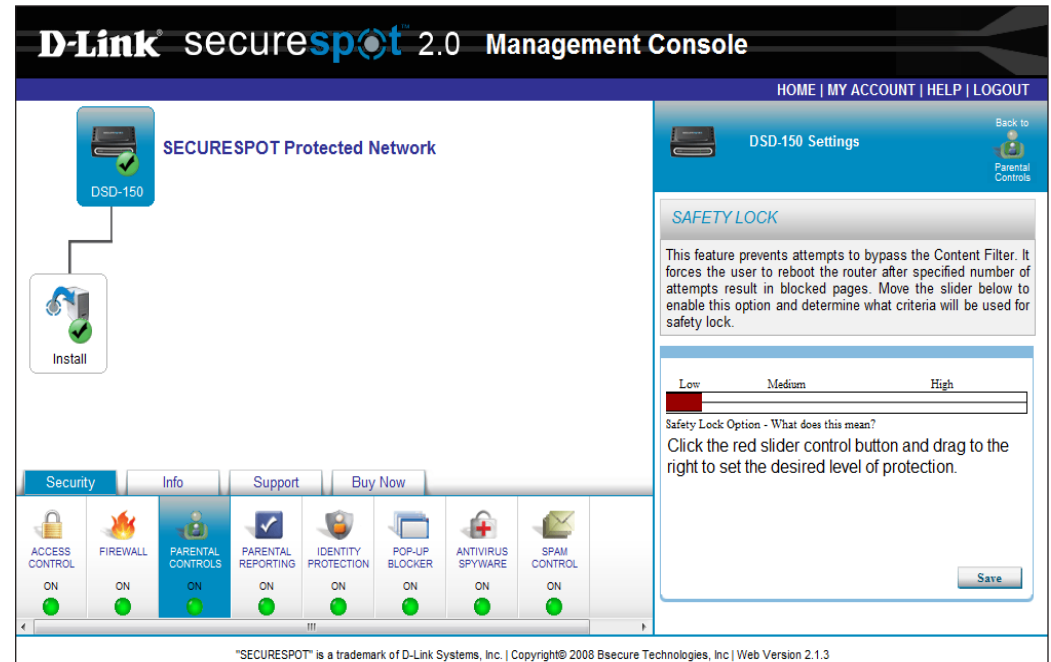 D-Link® securespot™ 2.0 Management Console
HOME | MY ACCOUNT | HELP | LOGOUT
DSD-150
SECURESPOT Protected Network
Install
Security
Info
Support
Buy Now
ACCESS CONTROL
ON
FIREWALL
ON
PARENTAL CONTROLS
ON
PARENTAL REPORTING
ON
IDENTITY PROTECTION
ON
POP-UP BLOCKER
ON
ANTIVIRUS SPYWARE
ON
SPAM CONTROL
ON
DSD-150 Settings
Back to
Parental
Controls
SAFETY LOCK
This feature prevents attempts to bypass the Content Filter. It
forces the user to reboot the router after specified number of
attempts result in blocked pages. Move the slider below to
enable this option and determine what criteria will be used for
safety lock.
Low Medium High
Safety Lock Option - What does this mean?
Click the red slider control button and drag to the
right to set the desired level of protection.
Save
"SECURESPOT" is a trademark of D-Link Systems, Inc. | Copyright© 2008 Bsecure Technologies, Inc | Web Version 2.1.3